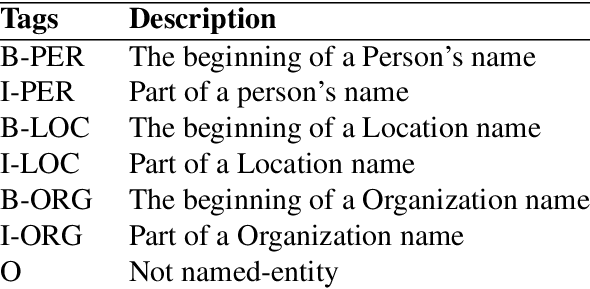 Tags Description
B-PER The beginning of a Person's name
I-PER Part of a person's name
B-LOC The beginning of a Location name
I-LOC Part of a Location name
B-ORG The beginning of a Organization name
I-ORG Part of a Organization name
O Not named-entity